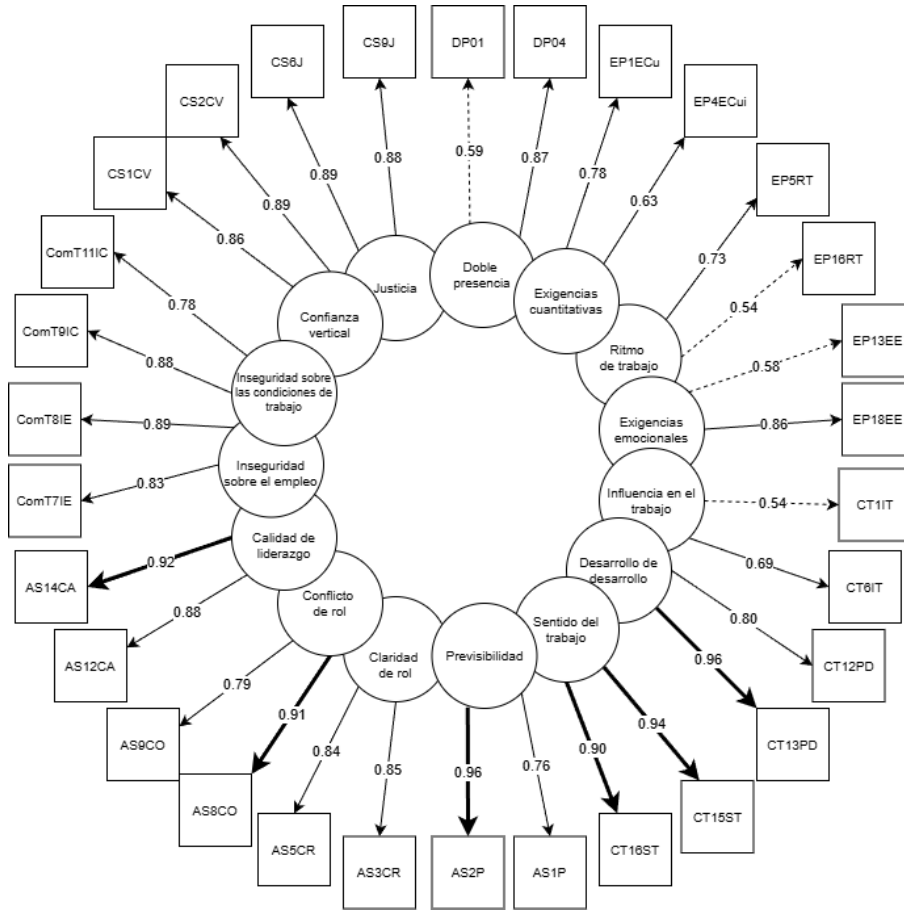 CS9J
DP01
DP04
CS6J
EP1ECu
CS2CV
EP4ECui
CS1CV
EP5RT
ComT11IC
EP16RT
ComT9IC
EP13EE
ComT8IE
EP18EE
ComT7IE
CT1IT
AS14CA
CT6IT
AS12CA
CT12PD
AS9CO
CT13PD
AS8CO
CT15ST
AS5CR
AS3CR
AS2P
AS1P
CT16ST
0.89
0.88
0.59
0.87
0.78
0.63
0.89
0.86
0.73
0.78
0.54
0.88
0.58
0.89
0.86
0.83
0.54
0.92
0.69
0.88
0.80
0.79
0.96
0.91
0.94
0.84
0.85
0.96
0.76
0.90
Justicia
Doble
presencia
Exigencias
cuantitativas
Confianza
vertical
Ritmo
de trabajo
Inseguridad sobre
las condiciones de
trabajo
Exigencias
emocionales
Inseguridad
sobre el empleo
Influencia en el
trabajo
Calidad de
liderazgo
Desarrollo de
desarrollo
Conflicto
de rol
Sentido del
trabajo
Claridad
de rol
Previsibilidad